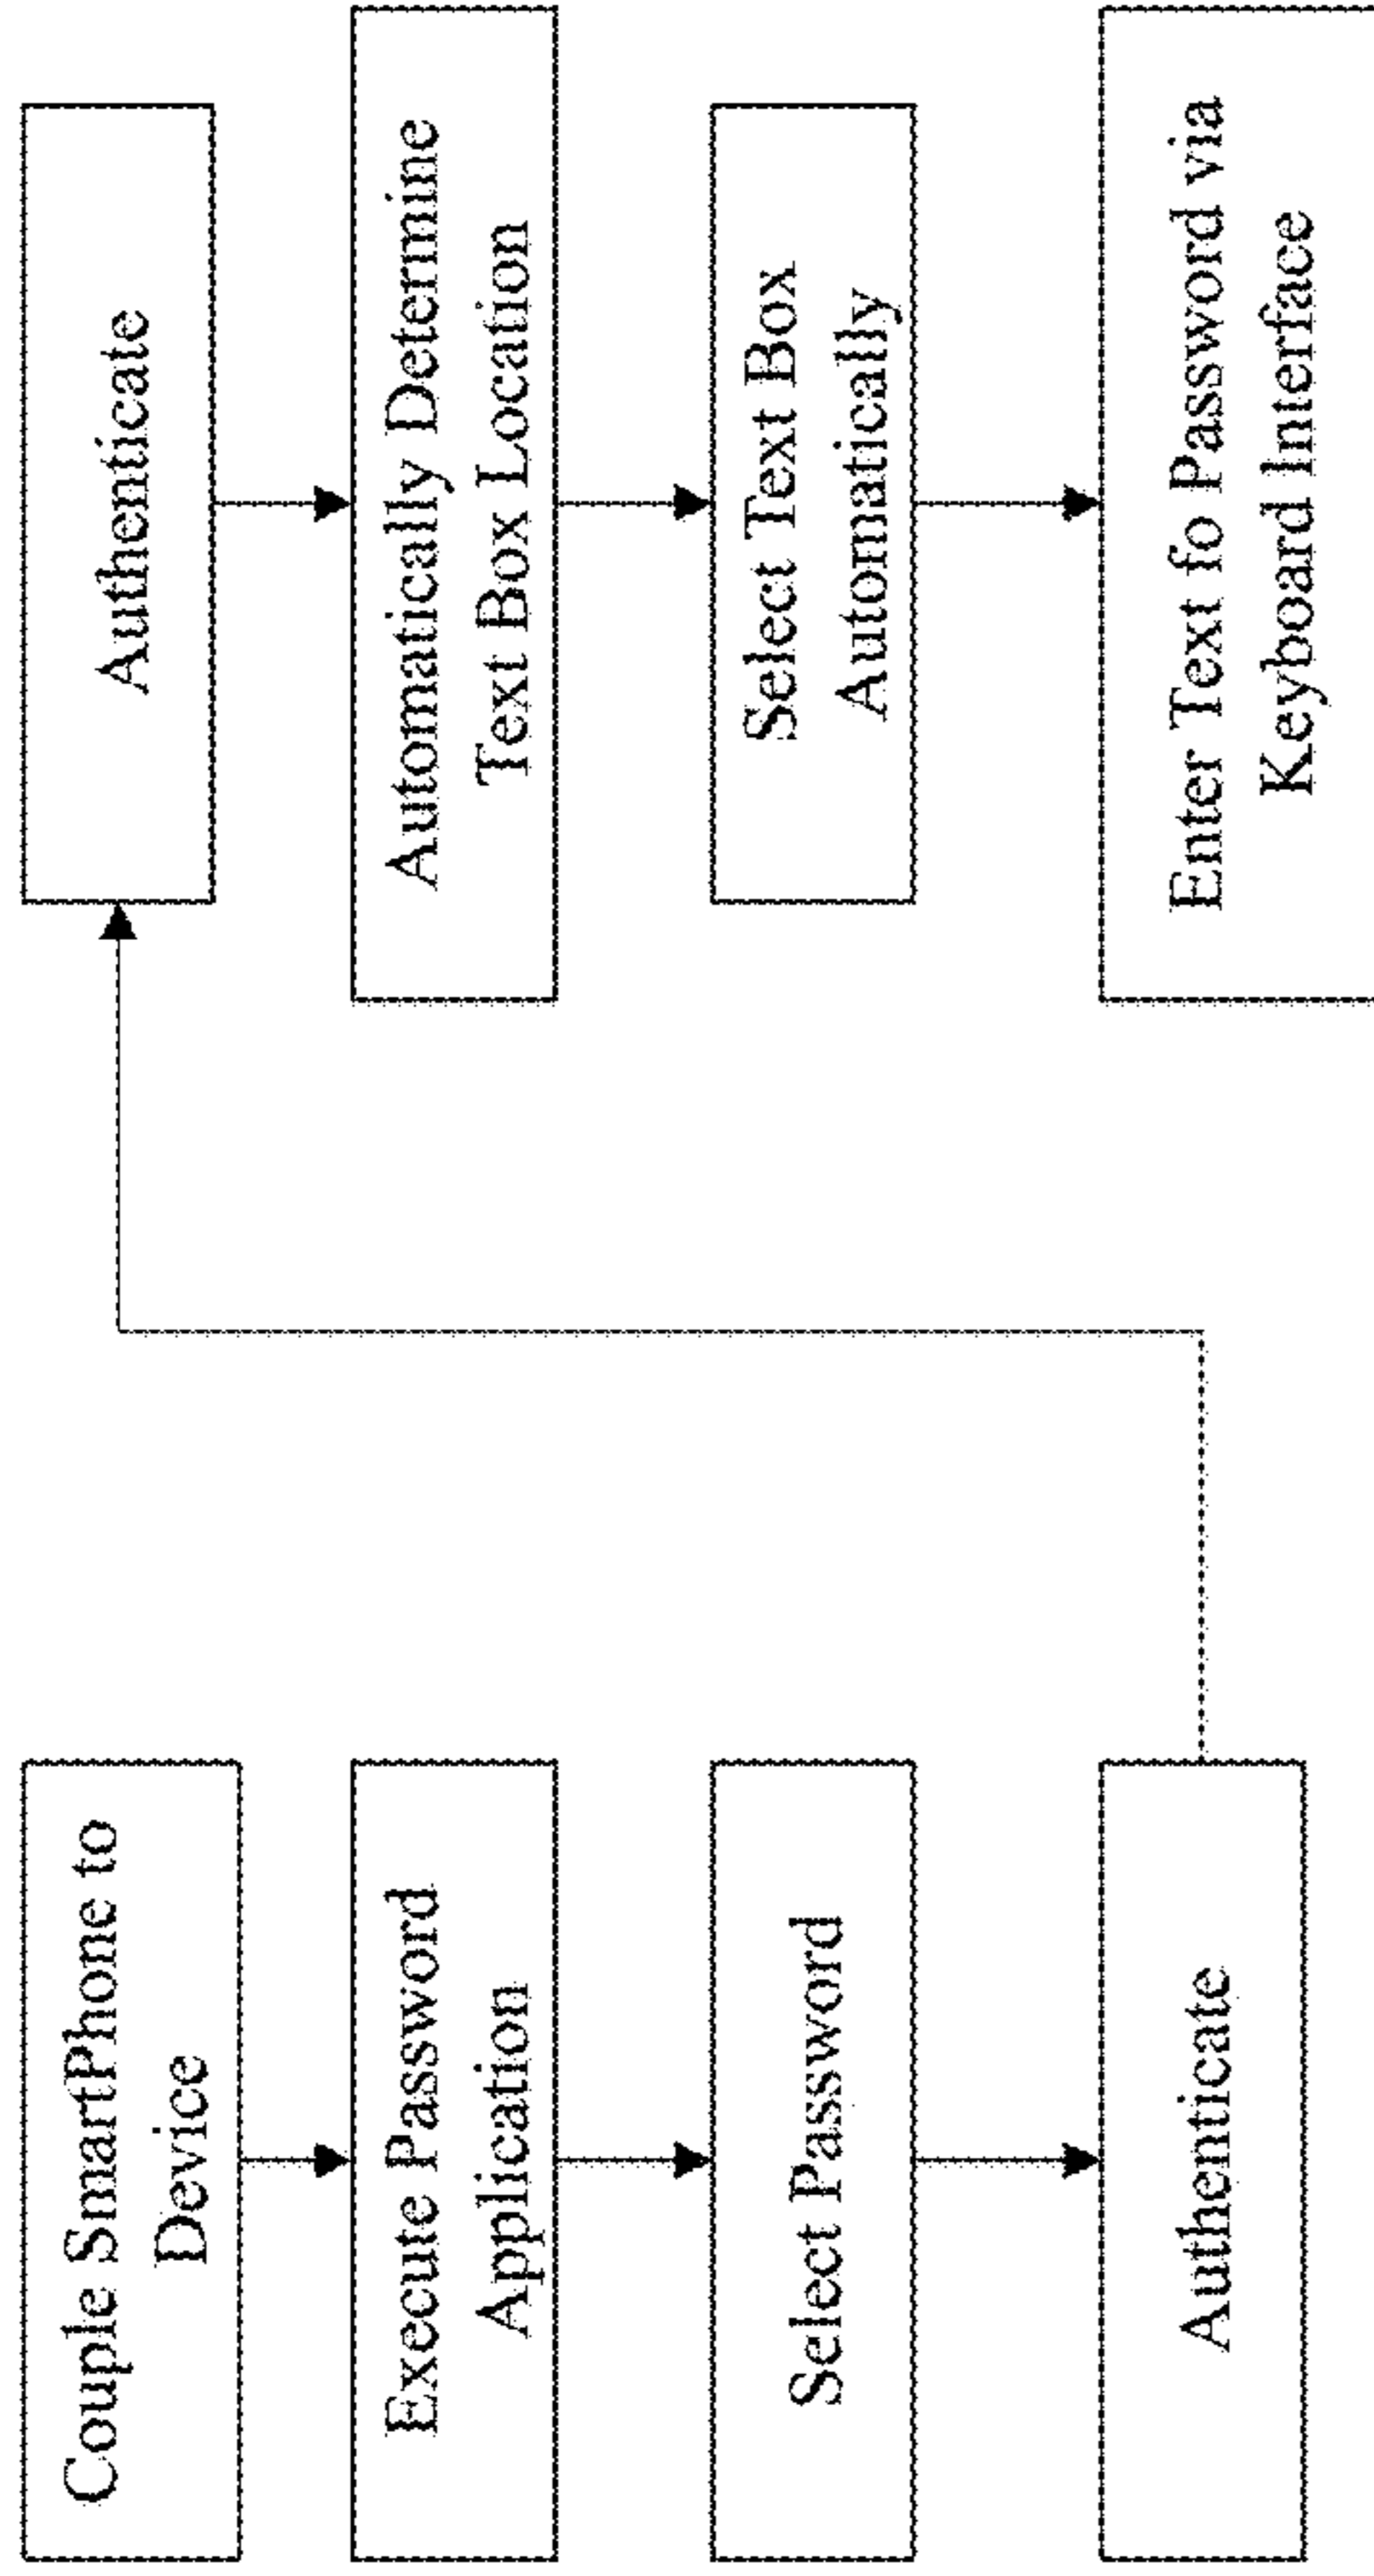 Couple SmartPhone to
Device
Execute Password
Application
Select Password
Authenticate
Authenticate
Automatically Determine
Text Box Location
Select Text Box
Automatically
Enter Text fo Password via
Keyboard Interface